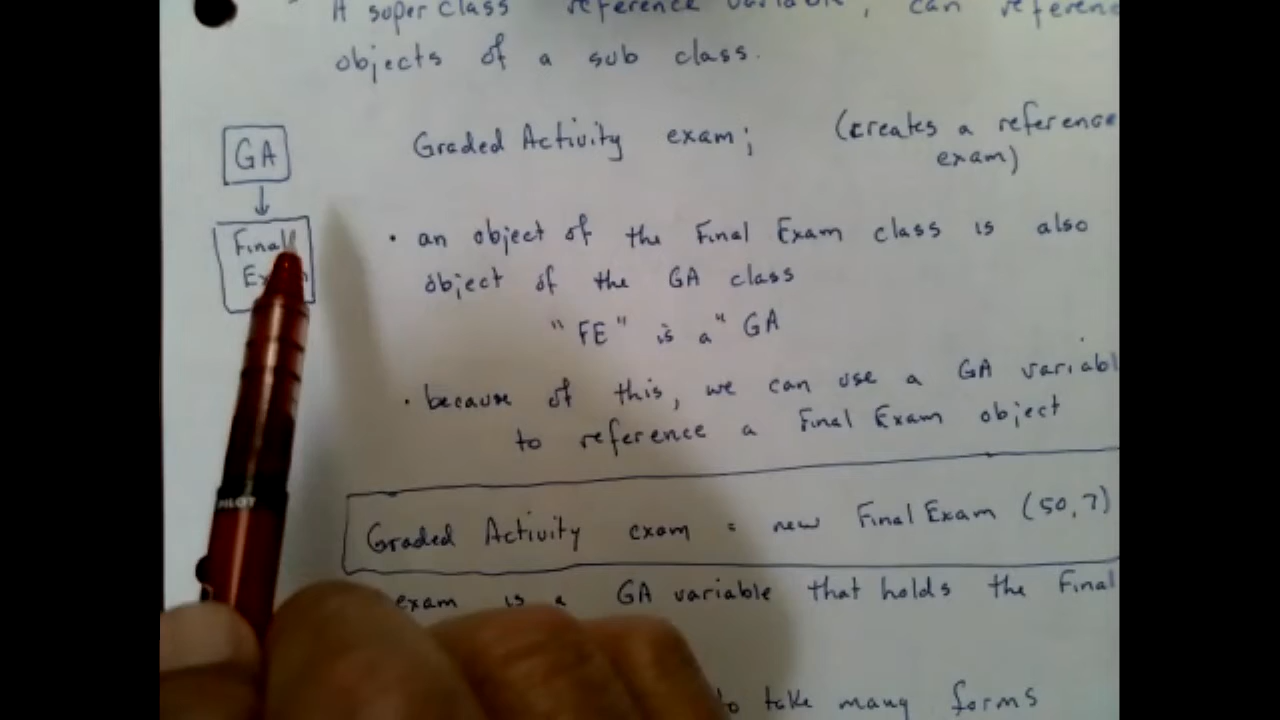 A super class reference variable, can reference
objects of a sub class.
GA
Graded Activity exam; (creates a reference
exam)
Final
• an object of the Final Exam class is also
object of the GA class
"FE" is a" GA
• because of this, we can use a GA variabl
to reference a Final Exam object
Graded Activity exam = new Final Exam (50,7)
exam is a GA variable that holds the Final
to take many forms
PILOT